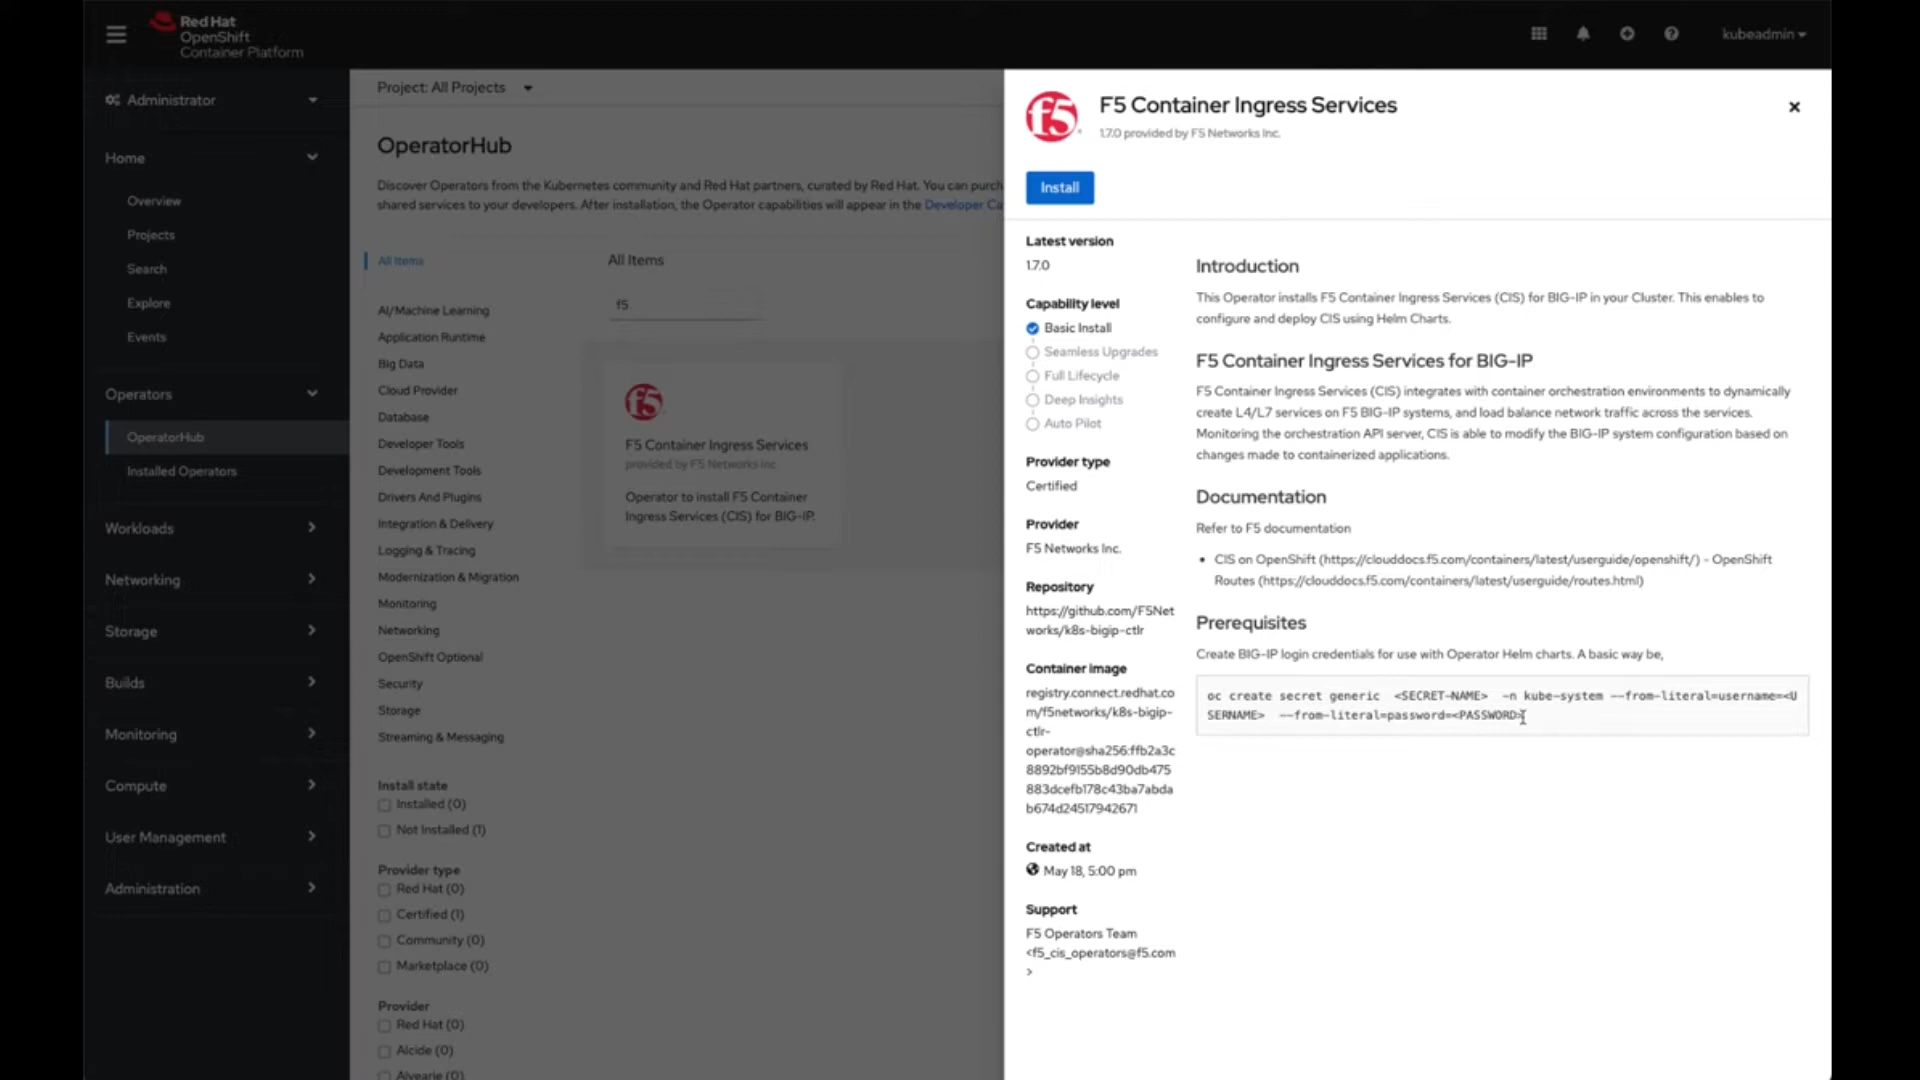 Red Hat
OpenShift
Container Platform
kubeadmin
Administrator
Home
Overview
Projects
Search
Explore
Events
Operators
OperatorHub
Installed Operators
Workloads
Networking
Storage
Builds
Monitoring
Compute
User Management
Administration
Project: All Projects
OperatorHub
Discover Operators from the Kubernetes community and Red Hat partners, curated by Red Hat. You can purch
shared services to your developers. After installation, the Operator capabilities will appear in the Developer Ca
All Items
AI/Machine Learning
Application Runtime
Big Data
Cloud Provider
Database
Developer Tools
Development Tools
Drivers And Plugins
Integration & Delivery
Logging & Tracing
Modernization & Migration
Monitoring
Networking
OpenShift Optional
Security
Storage
Streaming & Messaging
Install state
Installed (0)
Not Installed (1)
Provider type
Red Hat (0)
Certified (1)
Community (0)
Marketplace (0)
Provider
Red Hat (0)
Alcide (0)
Alvearie (0)
All Items
f5
f5
F5 Container Ingress Services
provided by F5 Networks Inc.
Operator to install F5 Container
Ingress Services (CIS) for BIG-IP.
f5
F5 Container Ingress Services
1.7.0 provided by F5 Networks Inc.
Install
Latest version
1.7.0
Capability level
Basic Install
Seamless Upgrades
Full Lifecycle
Deep Insights
Auto Pilot
Provider type
Certified
Provider
F5 Networks Inc.
Repository
https://github.com/F5Net
works/k8s-bigip-ctlr
Container image
registry.connect.redhat.co
m/f5networks/k8s-bigip-
ctlr-
operator@sha256:ffb2a3c
8892bf9155b8d90db475
883dcefb178c43ba7abda
b674d24517942671
Created at
May 18, 5:00 pm
Support
F5 Operators Team
<f5_cis_operators@f5.com
>
Introduction
This Operator installs F5 Container Ingress Services (CIS) for BIG-IP in your Cluster. This enables to
configure and deploy CIS using Helm Charts.
F5 Container Ingress Services for BIG-IP
F5 Container Ingress Services (CIS) integrates with container orchestration environments to dynamically
create L4/L7 services on F5 BIG-IP systems, and load balance network traffic across the services.
Monitoring the orchestration API server, CIS is able to modify the BIG-IP system configuration based on
changes made to containerized applications.
Documentation
Refer to F5 documentation
• CIS on OpenShift (https://clouddocs.f5.com/containers/latest/userguide/openshift/) - OpenShift
Routes (https://clouddocs.f5.com/containers/latest/userguide/routes.html)
Prerequisites
Create BIG-IP login credentials for use with Operator Helm charts. A basic way be,
oc create secret generic <SECRET-NAME> -n kube-system --from-literal=username=<U
SERNAME> --from-literal=password=<PASSWORD>